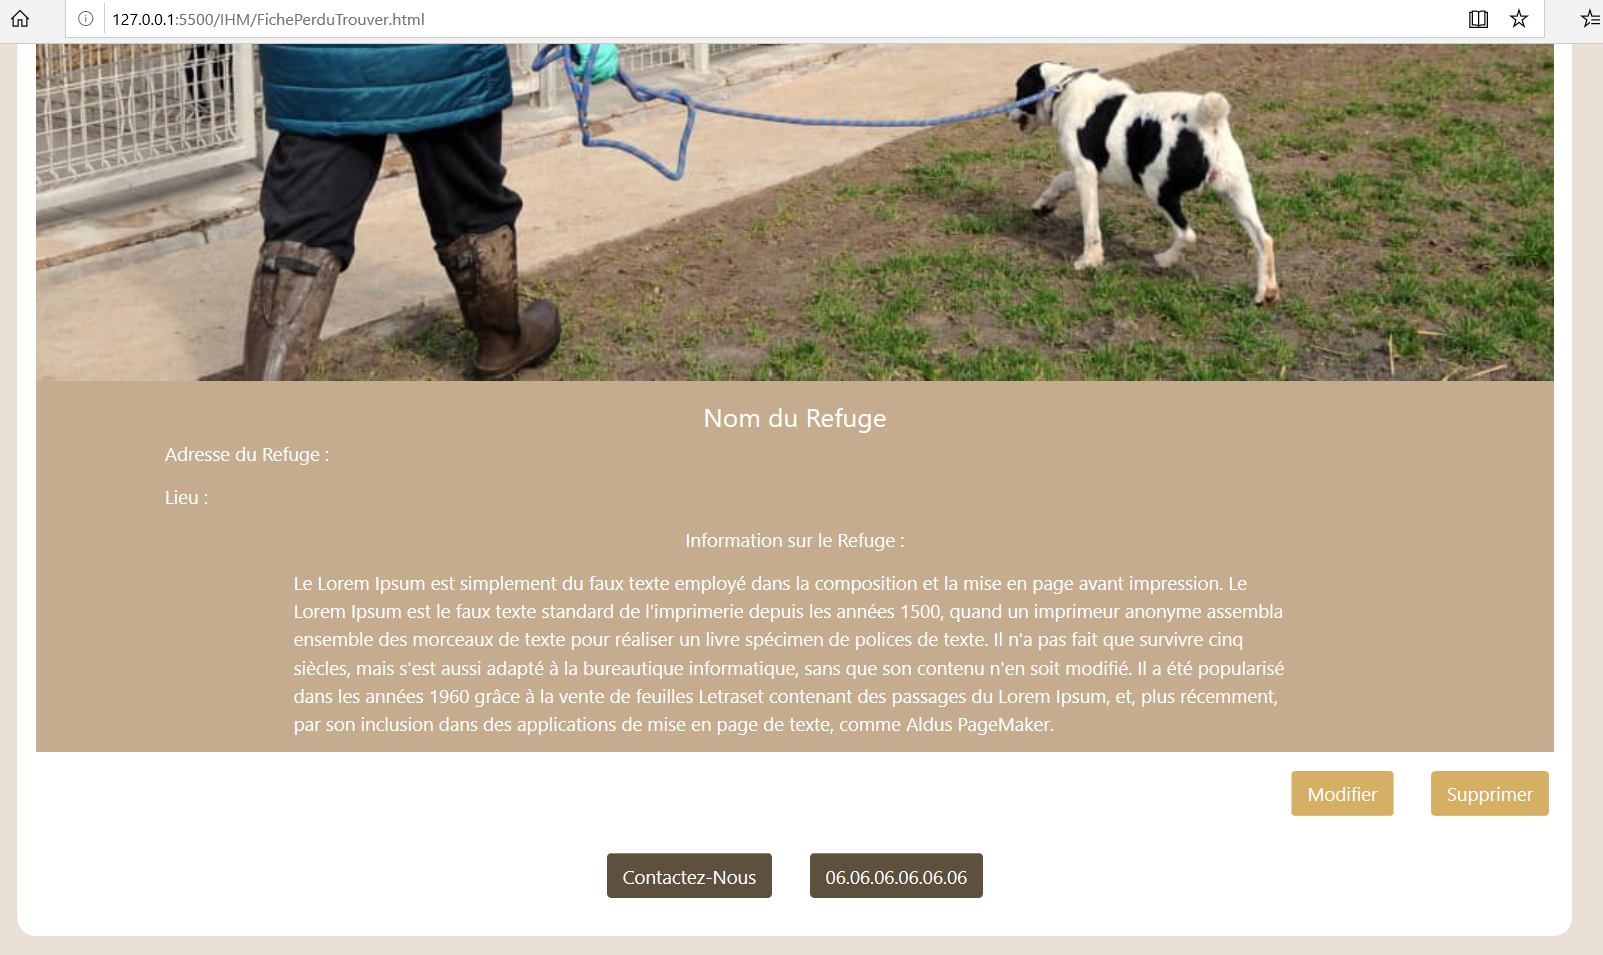 127.0.0.1:5500/IHM/FichePerduTrouver.html
Nom du Refuge
Adresse du Refuge :
Lieu :
Information sur le Refuge :
Le Lorem Ipsum est simplement du faux texte employé dans la composition et la mise en page avant impression. Le
Lorem Ipsum est le faux texte standard de l'imprimerie depuis les années 1500, quand un imprimeur anonyme assembla
ensemble des morceaux de texte pour réaliser un livre spécimen de polices de texte. Il n'a pas fait que survivre cinq
siècles, mais s'est aussi adapté à la bureautique informatique, sans que son contenu n'en soit modifié. Il a été popularisé
dans les années 1960 grâce à la vente de feuilles Letraset contenant des passages du Lorem Ipsum, et, plus récemment,
par son inclusion dans des applications de mise en page de texte, comme Aldus PageMaker.
Modifier Supprimer
Contactez-Nous 06.06.06.06.06.06